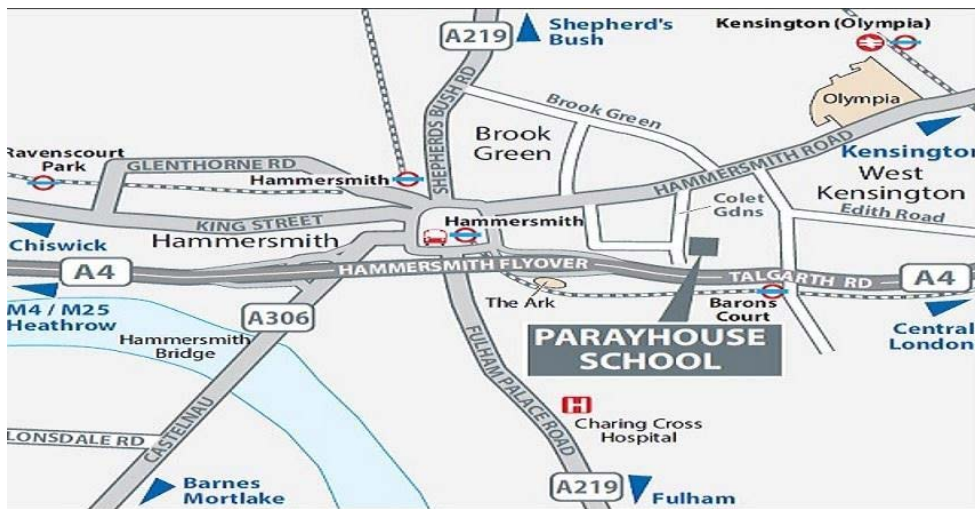 A219
Shepherd's
Bush
Kensington (Olympia)
Olympia
SHEPHERDS BUSH RD
Brook Green
Brook
Green
HAMMERSMITH ROAD
Kensington
West
Kensington
Ravenscourt
Park
GLENTHORNE RD
Hammersmith
Colet
Gdns
Edith Road
KING STREET
Hammersmith
Chiswick
Hammersmith
A4
HAMMERSMITH FLYOVER
TALGARTH RD
A4
The Ark
Barons
Court
M4 / M25
Heathrow
A306
Hammersmith
Bridge
PARAYHOUSE
SCHOOL
Central
London
FULHAM PALACE ROAD
H
Charing Cross
Hospital
LONSDALE RD
CASTELNAU
Barnes
Mortlake
A219
Fulham